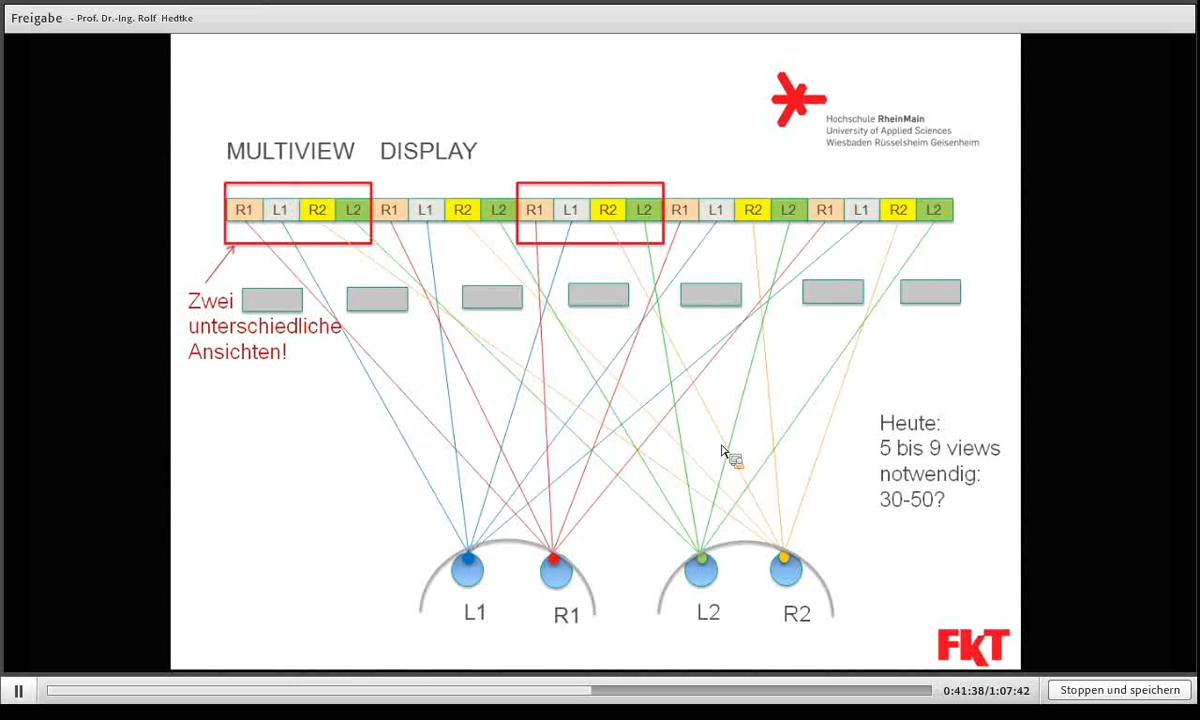 Freigabe - Prof. Dr.-Ing. Rolf Hedtke
Hochschule RheinMain
University of Applied Sciences
Wiesbaden Rüsselsheim Geisenheim
MULTIVIEW DISPLAY
R1 L1 R2 L2 R1 L1 R2 L2 R1 L1 R2 L2 R1 L1 R2 L2 R1 L1 R2 L2
Zwei
unterschiedliche
Ansichten!
Heute:
5 bis 9 views
notwendig:
30-50?
L1 R1 L2 R2
FKT
0:41:38/1:07:42 Stoppen und speichern